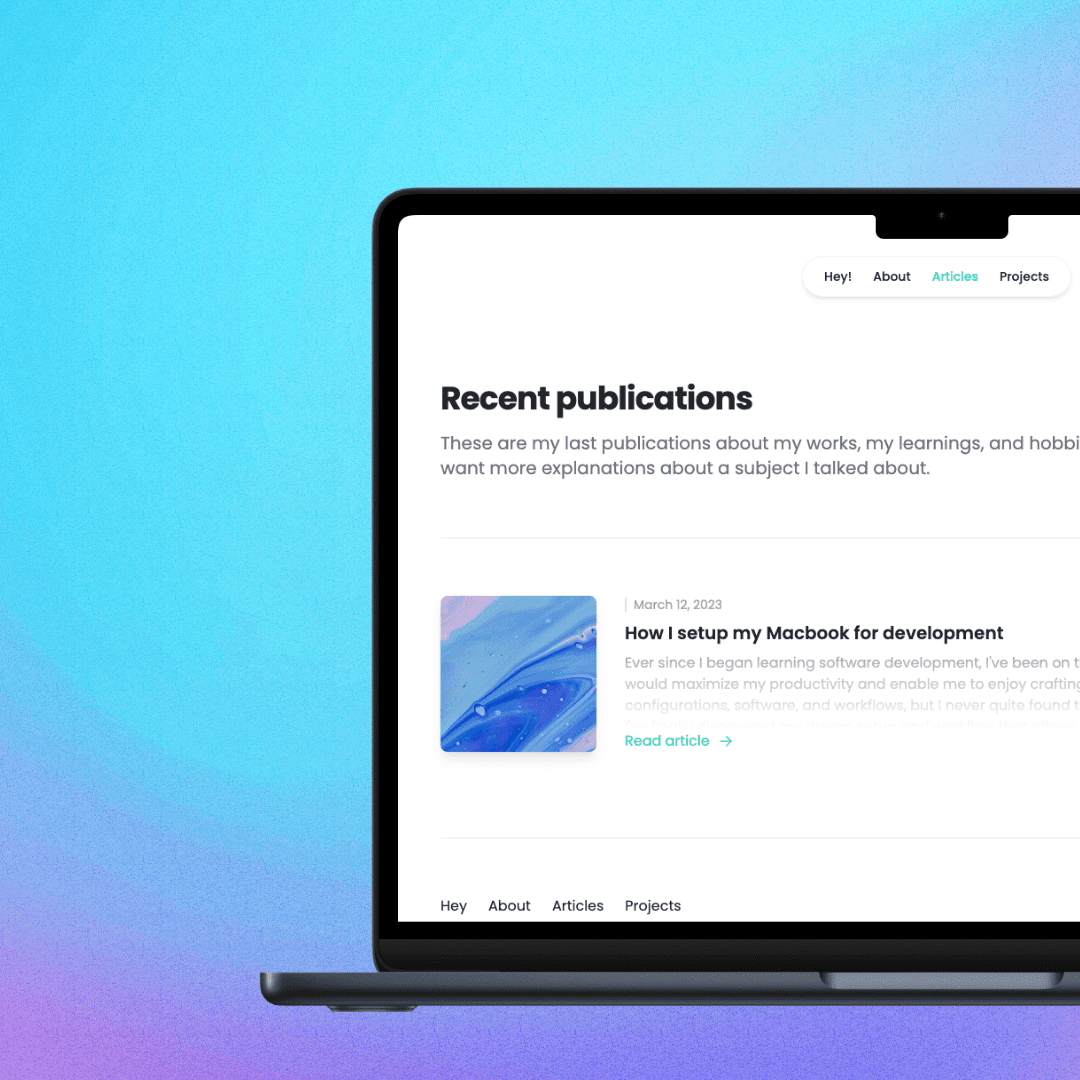 Hey! About Articles Projects
Recent publications
These are my last publications about my works, my learnings, and hobbi
want more explanations about a subject I talked about.
March 12, 2023
How I setup my Macbook for development
Ever since I began learning software development, I've been on t
would maximize my productivity and enable me to enjoy crafting
configurations, software, and workflows, but I never quite found t
Read article →
Hey About Articles Projects